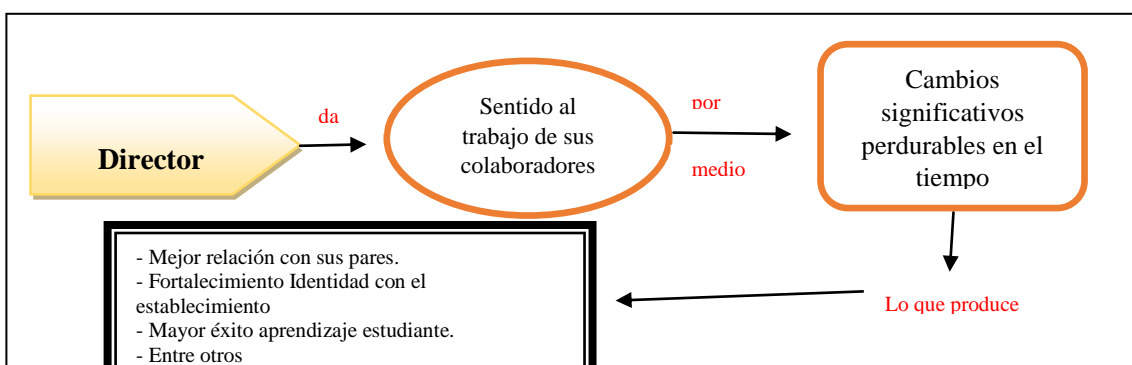 Director
da
Sentido al
trabajo de sus
colaboradores
por
medio
Cambios
significativos
perdurables en el
tiempo
Lo que produce
- Mejor relación con sus pares.
- Fortalecimiento Identidad con el
establecimiento
- Mayor éxito aprendizaje estudiante.
- Entre otros